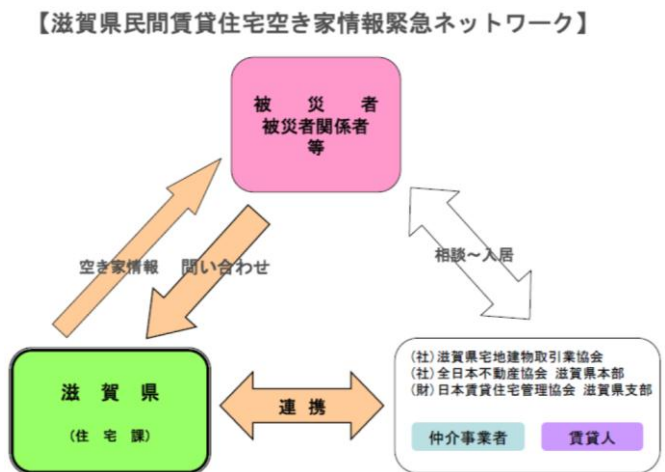 【滋賀県民間賃貸住宅空き家情報緊急ネットワーク】
被 災 者
被災者関係者
等
空き家情報
問い合わせ
相談～入居
滋 賀 県
(住 宅 課)
連 携
(社)滋賀県宅地建物取引業協会
(社)全日本不動産協会 滋賀県本部
(財)日本賃貸住宅管理協会 滋賀県支部
仲介事業者
賃貸人